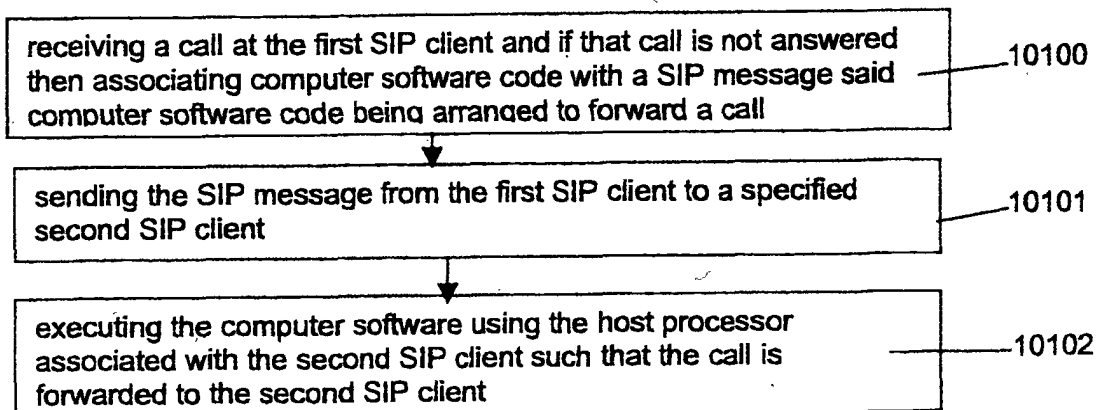 receiving a call at the first SIP client and if that call is not answered
then associating computer software code with a SIP message said
computer software code being arranged to forward a call
10100
sending the SIP message from the first SIP client to a specified
second SIP client
10101
executing the computer software using the host processor
associated with the second SIP client such that the call is
forwarded to the second SIP client
10102